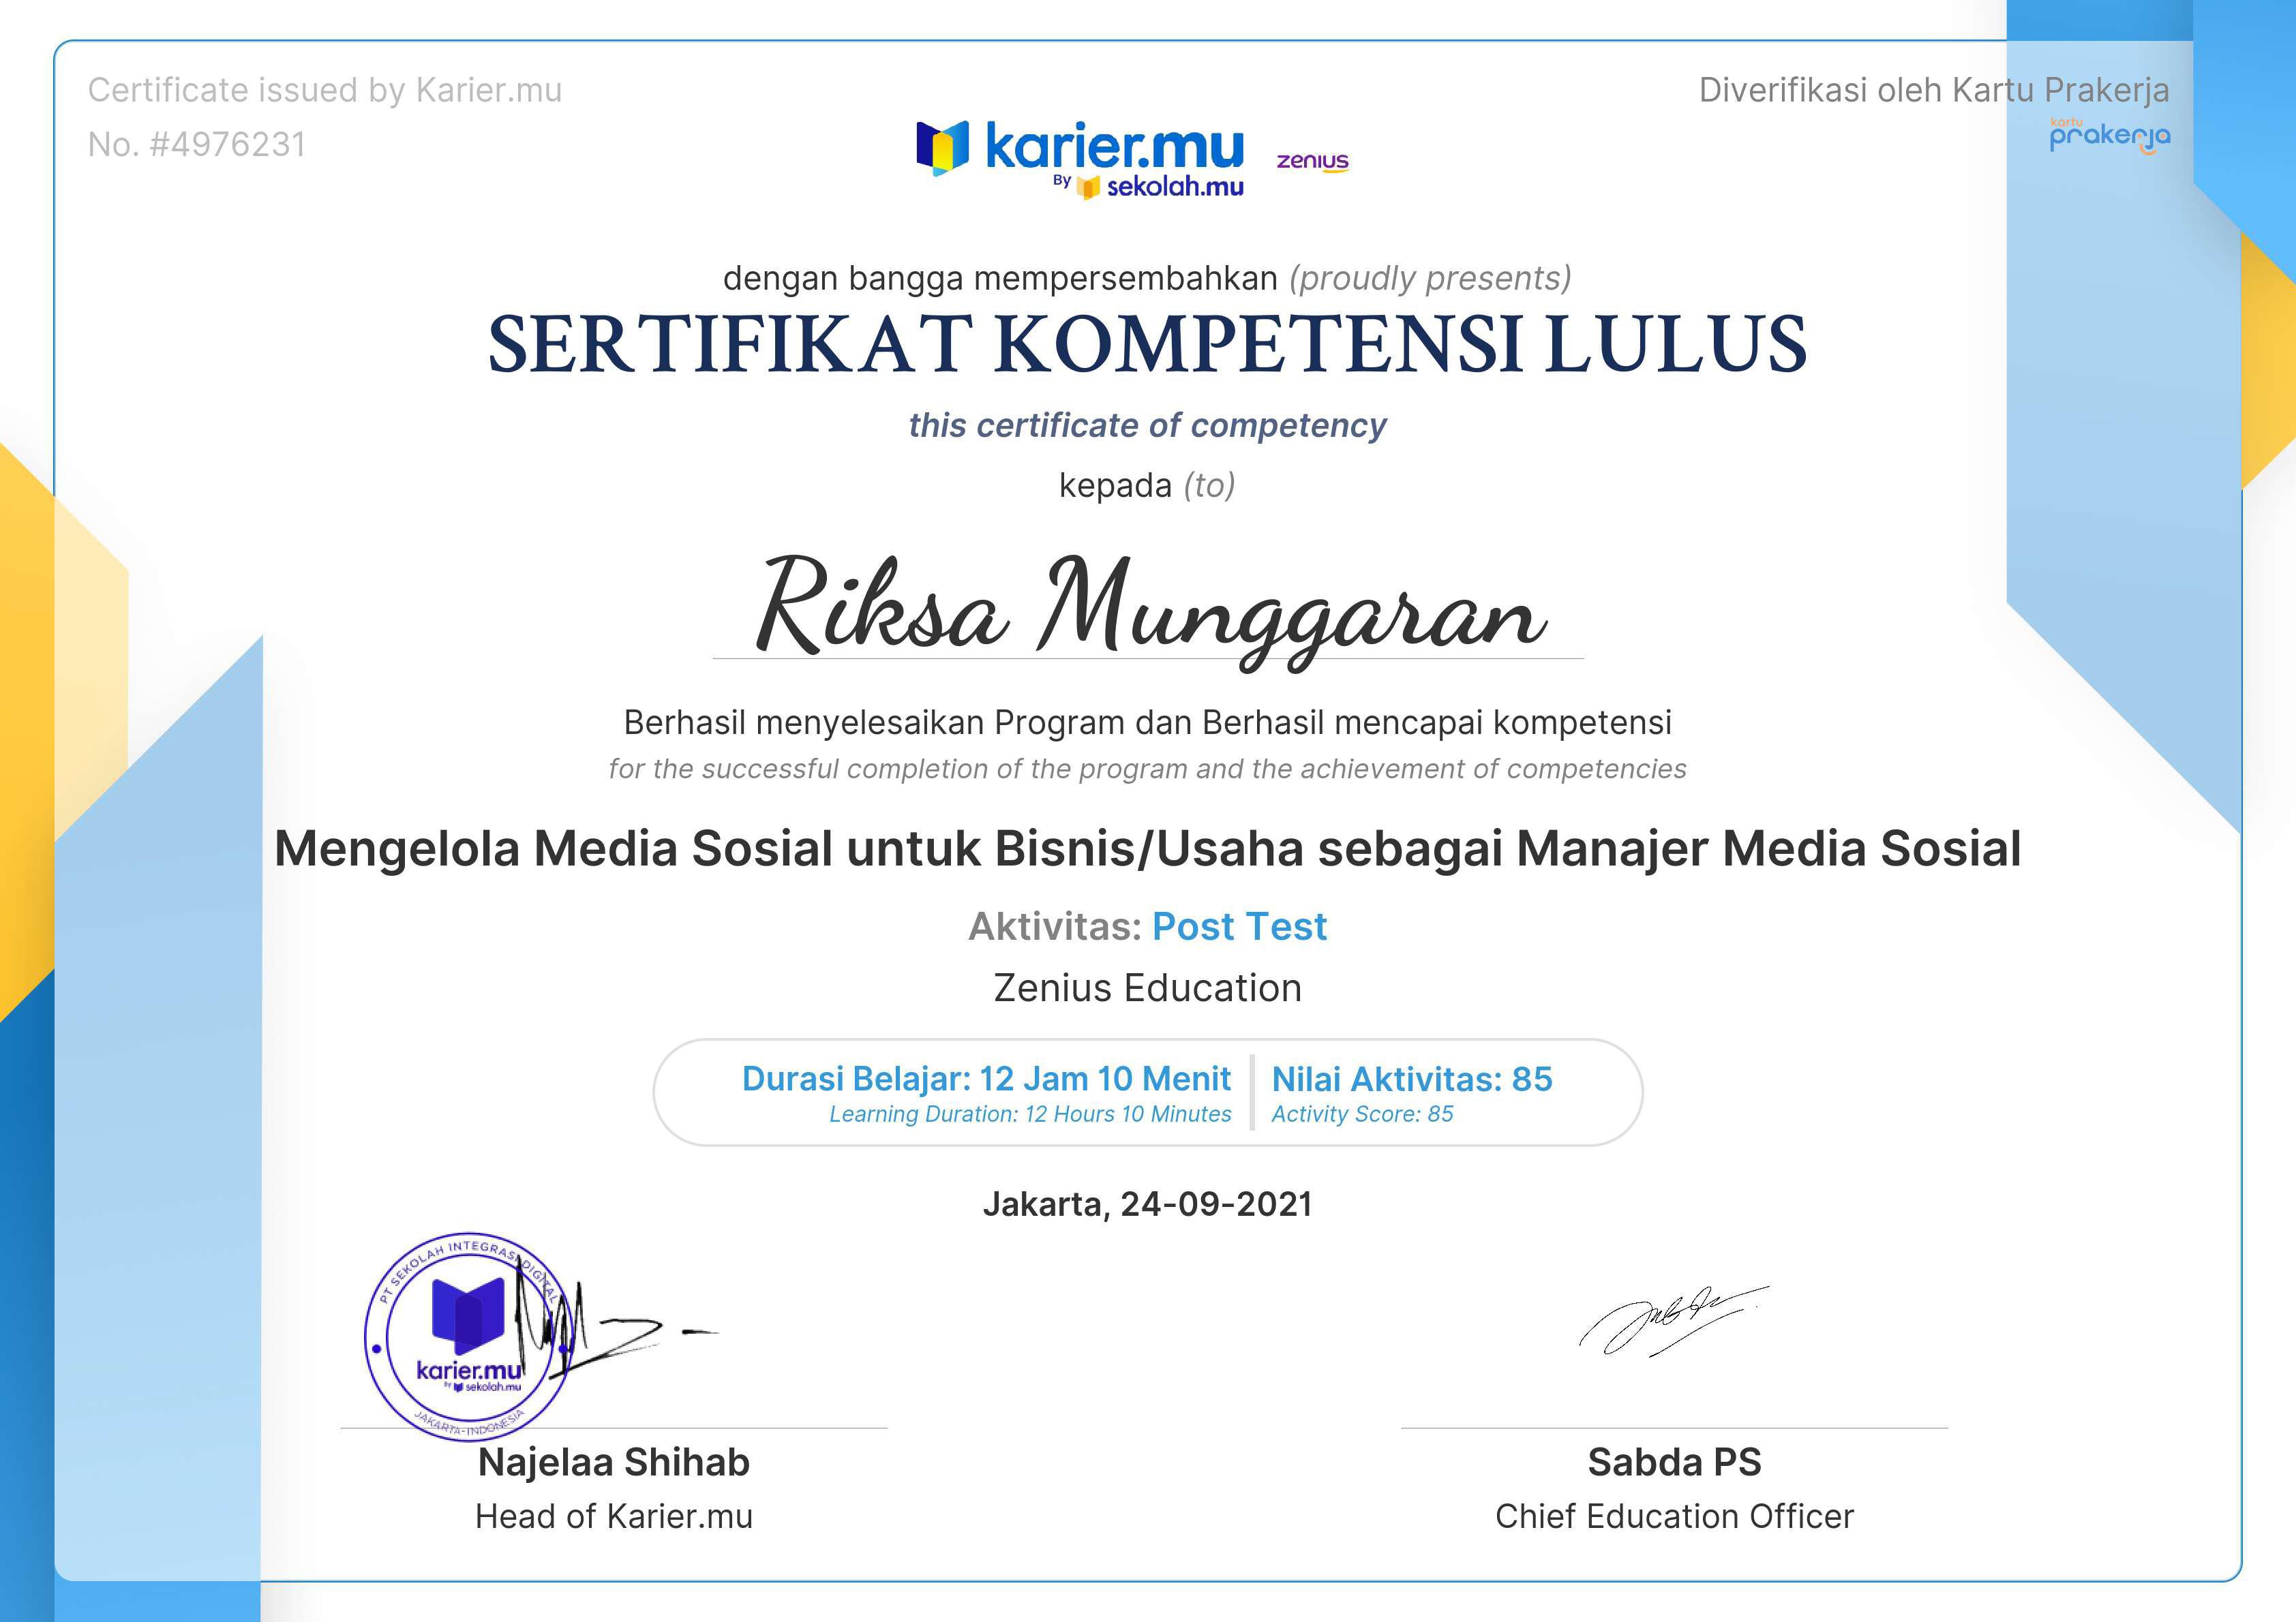 Certificate issued by Karier.mu
No. #4976231
Diverifikasi oleh Kartu Prakerja
kartu
prakerja
karier.mu
By sekolah.mu
zenius
dengan bangga mempersembahkan (proudly presents)
SERTIFIKAT KOMPETENSI LULUS
this certificate of competency
kepada (to)
Riksa Munggaran
Berhasil menyelesaikan Program dan Berhasil mencapai kompetensi
for the successful completion of the program and the achievement of competencies
Mengelola Media Sosial untuk Bisnis/Usaha sebagai Manajer Media Sosial
Aktivitas: Post Test
Zenius Education
Durasi Belajar: 12 Jam 10 Menit
Learning Duration: 12 Hours 10 Minutes
Nilai Aktivitas: 85
Activity Score: 85
Jakarta, 24-09-2021
PT SEKOLAH INTEGRASI DIGITAL
karier.mu
by sekolah.mu
JAKARTA-INDONESIA
Najelaa Shihab
Head of Karier.mu
Sabda PS
Chief Education Officer